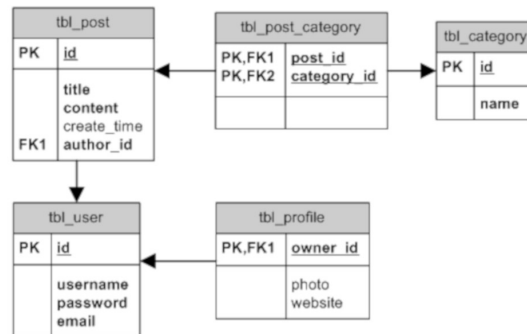 tbl_post
PK id
title
content
create_time
FK1 author_id
tbl_post_category
PK,FK1 post_id
PK,FK2 category_id
tbl_category
PK id
name
tbl_user
PK id
username
password
email
tbl_profile
PK,FK1 owner_id
photo
website